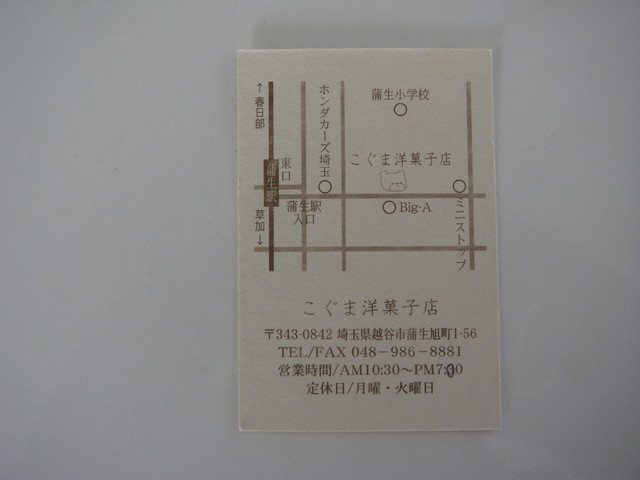 ↑春日部
ホンダカーズ埼玉
蒲生小学校
東口
蒲生駅
こぐま洋菓子店
蒲生駅
入口
Big-A
ミニストップ
草加↓
こぐま洋菓子店
〒343-0842 埼玉県越谷市蒲生旭町1-56
TEL/FAX 048-986-8881
営業時間/AM10:30～PM7:00
定休日/月曜・火曜日